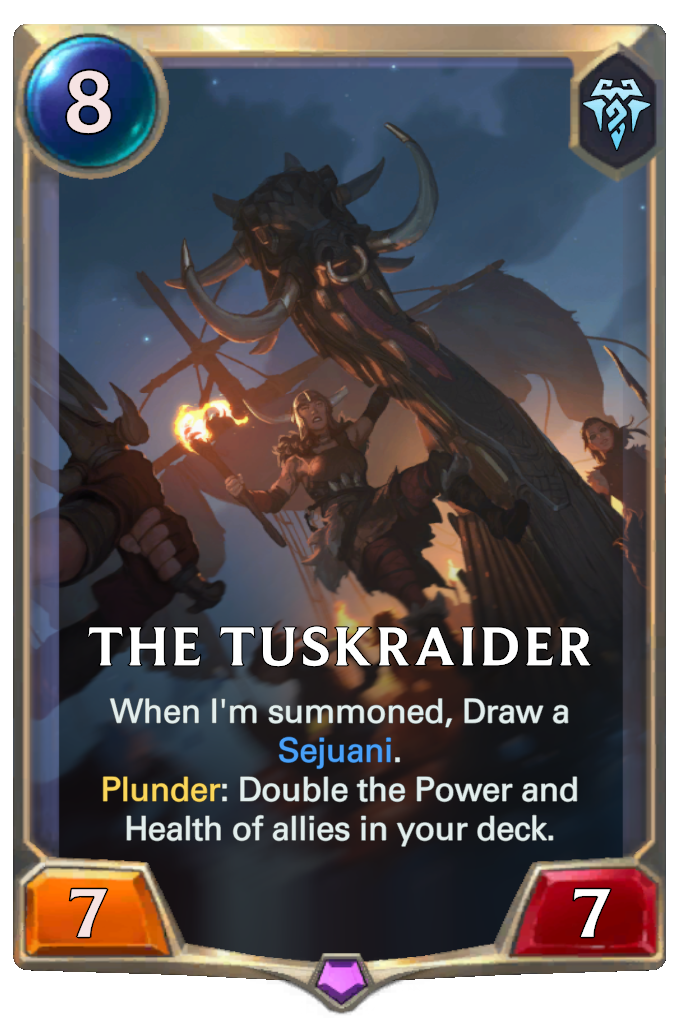 8
THE TUSKRAIDER
When I'm summoned, Draw a
Sejuani.
Plunder: Double the Power and
Health of allies in your deck.
7 7